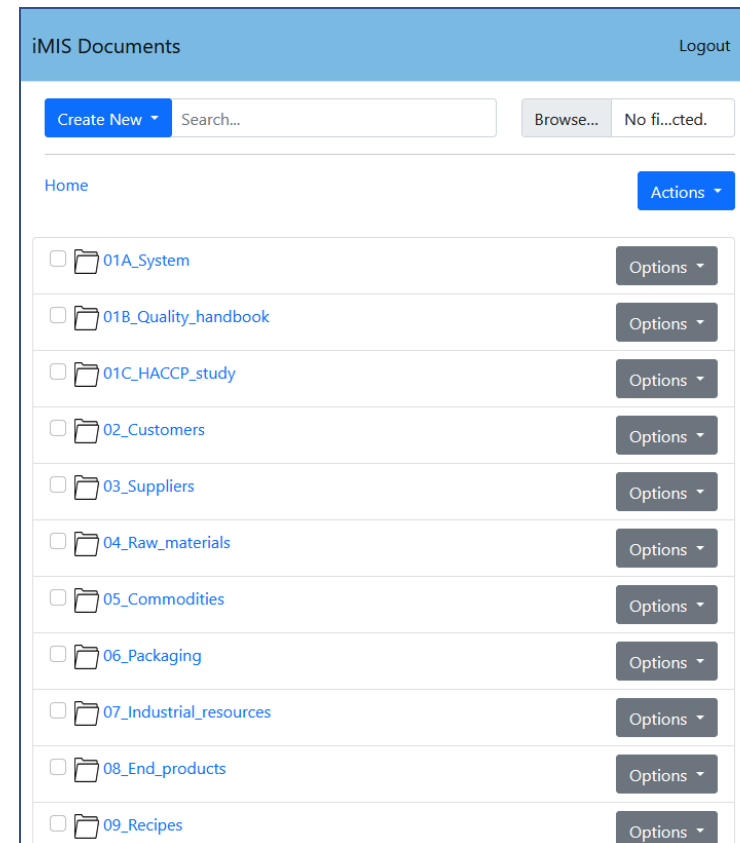 iMIS Documents Logout
Create New Search... Browse... No fi...cted.
Home Actions
01A_System Options
01B_Quality_handbook Options
01C_HACCP_study Options
02_Customers Options
03_Suppliers Options
04_Raw_materials Options
05_Commodities Options
06_Packaging Options
07_Industrial_resources Options
08_End_products Options
09_Recipes Options